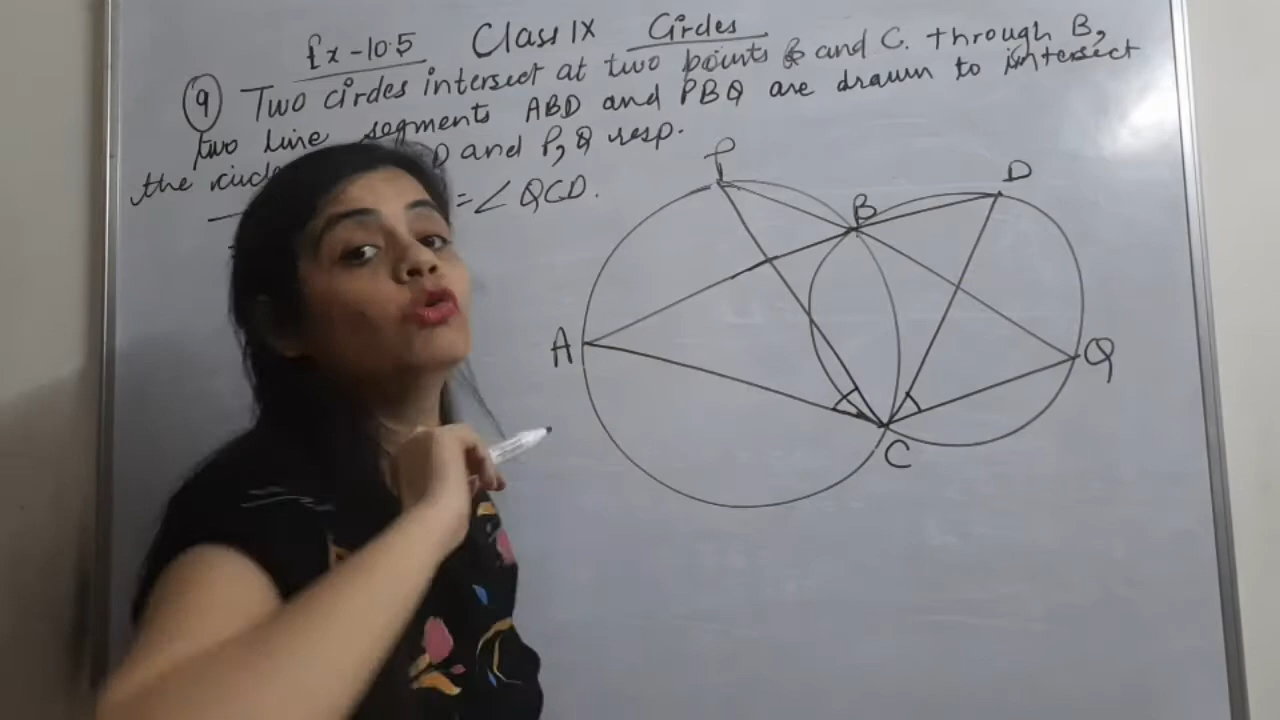 Ex-10.5 Class IX Circles
9 Two circles intersect at two points B and C. Through B,
two line segments ABD and PBQ are drawn to intersect
the D and P, Q resp.
= ∠ QCD.
P
D
B
A
Q
C